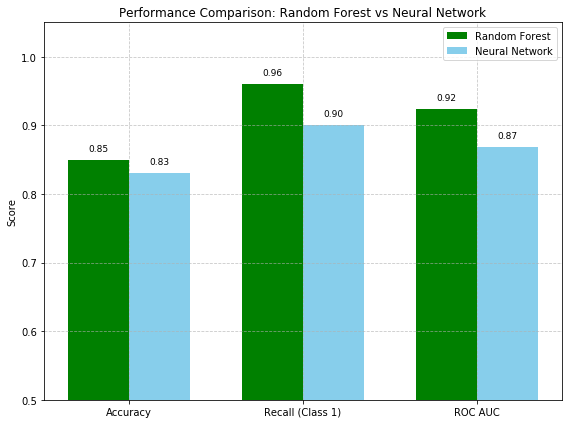 Performance Comparison: Random Forest vs Neural Network
Random Forest
Neural Network
Score
1.0
0.9
0.8
0.7
0.6
0.5
0.85
0.83
0.96
0.90
0.92
0.87
Accuracy
Recall (Class 1)
ROC AUC